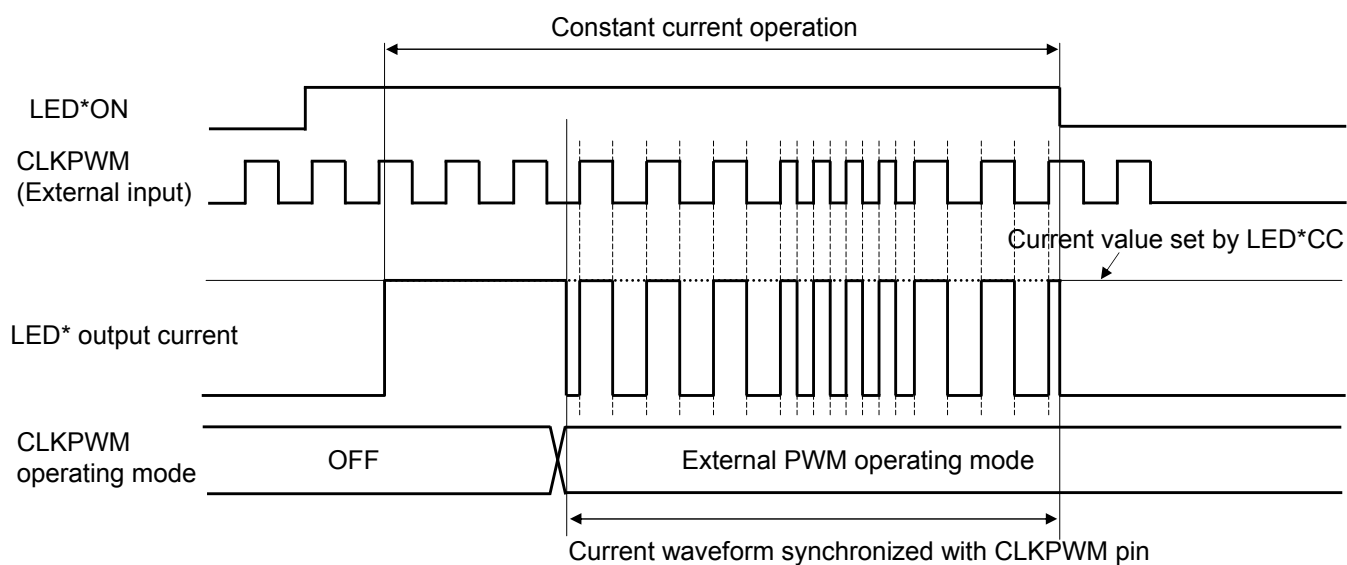 Constant current operation
LED*ON
CLKPWM
(External input)
Current value set by LED*CC
LED* output current
CLKPWM
operating mode
OFF
External PWM operating mode
Current waveform synchronized with CLKPWM pin